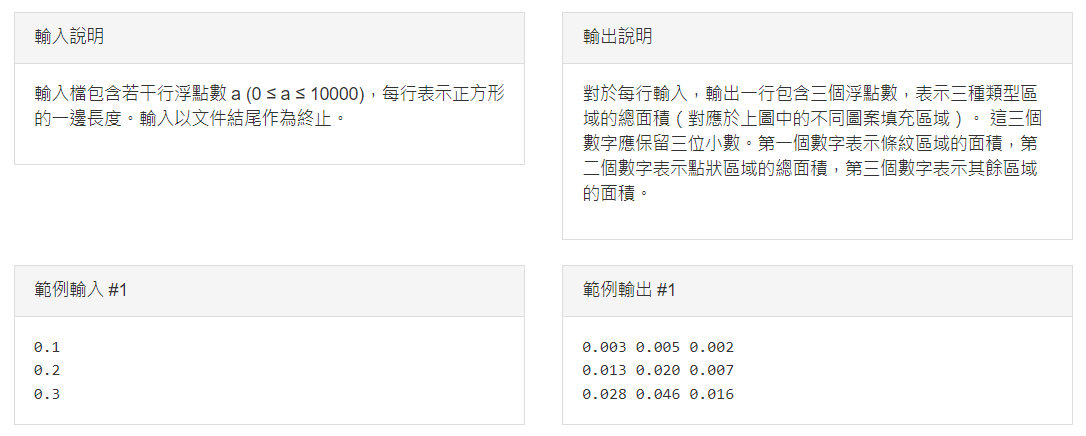 輸入說明
輸入檔包含若干行浮點數 a (0 ≤ a ≤ 10000)，每行表示正方形
的一邊長度。輸入以文件結尾作為終止。
輸出說明
對於每行輸入，輸出一行包含三個浮點數，表示三種類型區
域的總面積（對應於上圖中的不同圖案填充區域）。 這三個
數字應保留三位小數。第一個數字表示條紋區域的面積，第
二個數字表示點狀區域的總面積，第三個數字表示其餘區域
的面積。
範例輸入 #1
0.1
0.2
0.3
範例輸出 #1
0.003 0.005 0.002
0.013 0.020 0.007
0.028 0.046 0.016